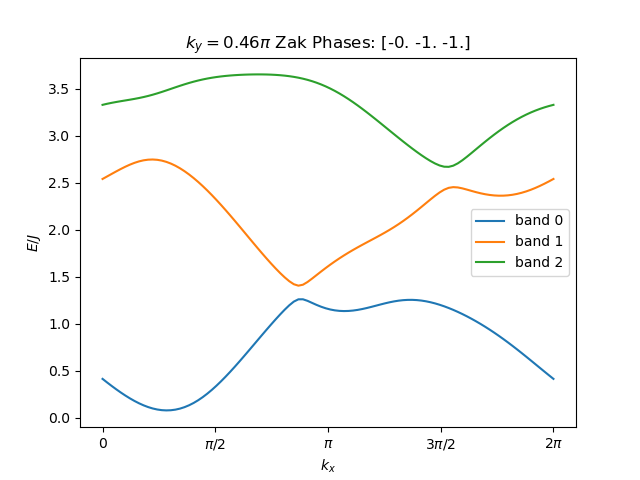 k_y = 0.46π Zak Phases: [-0. -1. -1.]
E/J
3.5
3.0
2.5
2.0
1.5
1.0
0.5
0.0
band 0
band 1
band 2
0
π/2
π
3π/2
2π
k_x